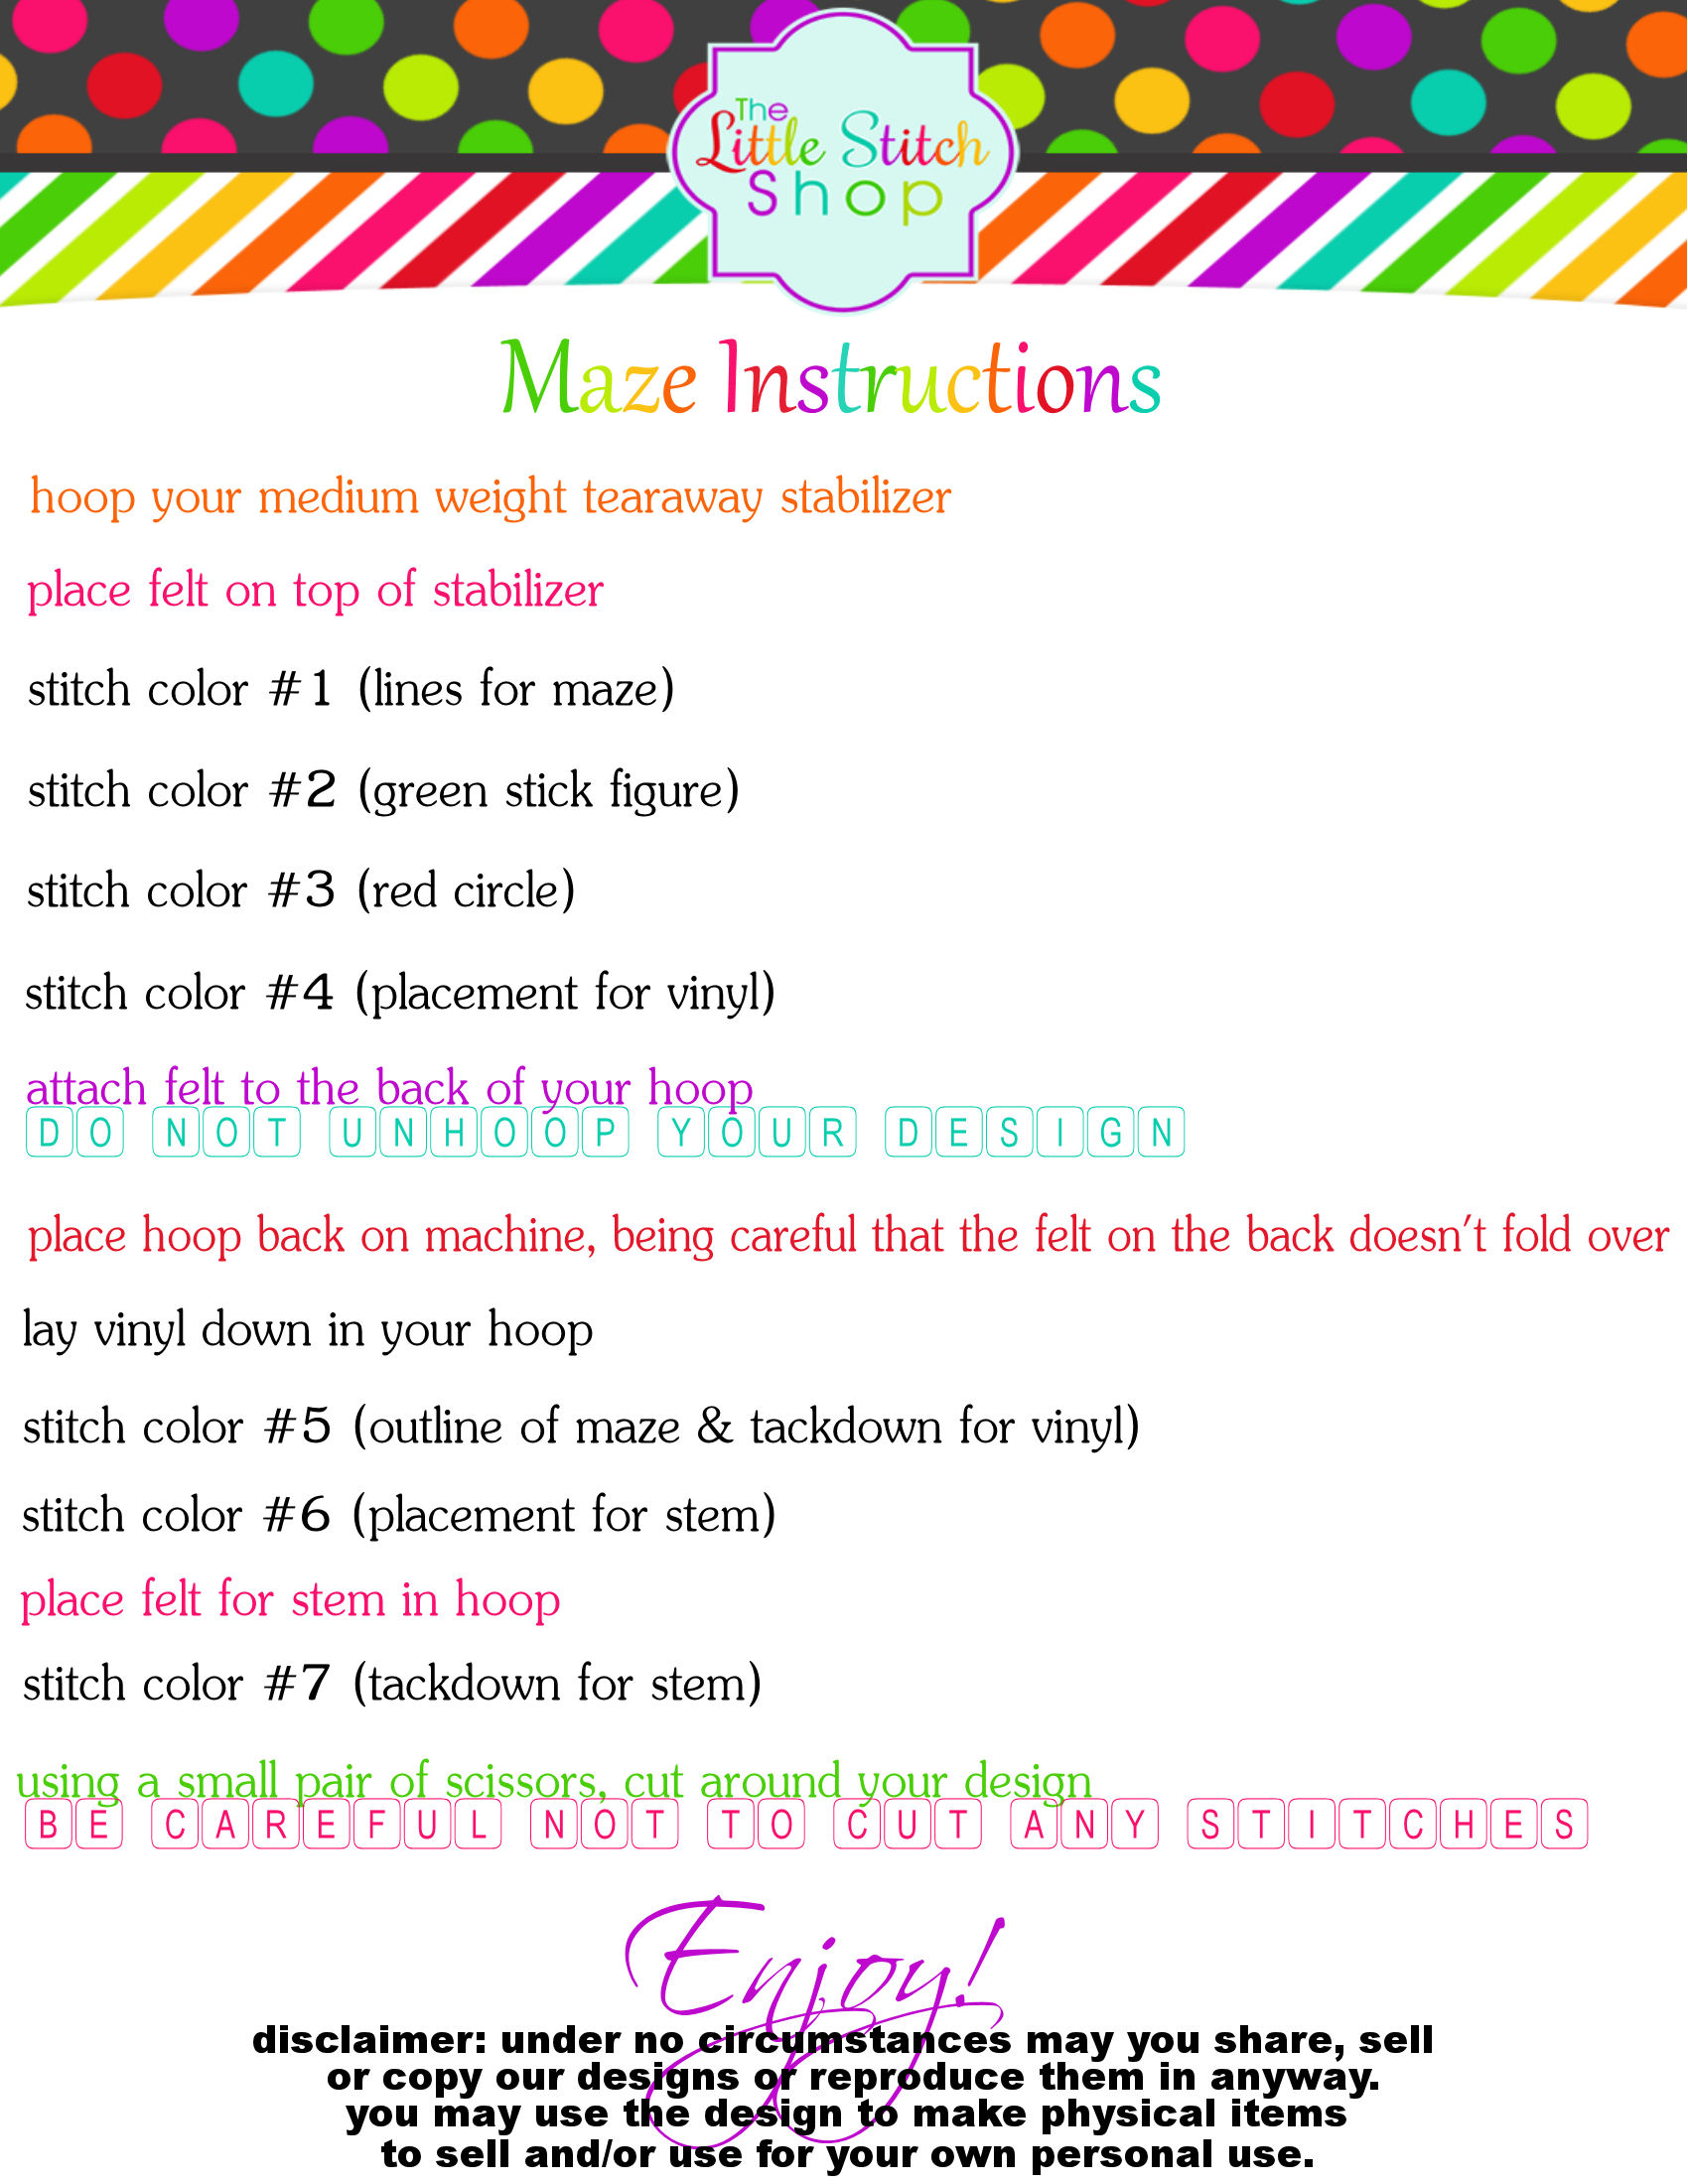 The
Little Stitch
Shop
Maze Instructions
hoop your medium weight tearaway stabilizer
place felt on top of stabilizer
stitch color #1 (lines for maze)
stitch color #2 (green stick figure)
stitch color #3 (red circle)
stitch color #4 (placement for vinyl)
attach felt to the back of your hoop
DO NOT UNHOOP YOUR DESIGN
place hoop back on machine, being careful that the felt on the back doesn't fold over
lay vinyl down in your hoop
stitch color #5 (outline of maze & tackdown for vinyl)
stitch color #6 (placement for stem)
place felt for stem in hoop
stitch color #7 (tackdown for stem)
using a small pair of scissors, cut around your design
BE CAREFUL NOT TO CUT ANY STITCHES
Enjoy!
disclaimer: under no circumstances may you share, sell
or copy our designs or reproduce them in anyway.
you may use the design to make physical items
to sell and/or use for your own personal use.